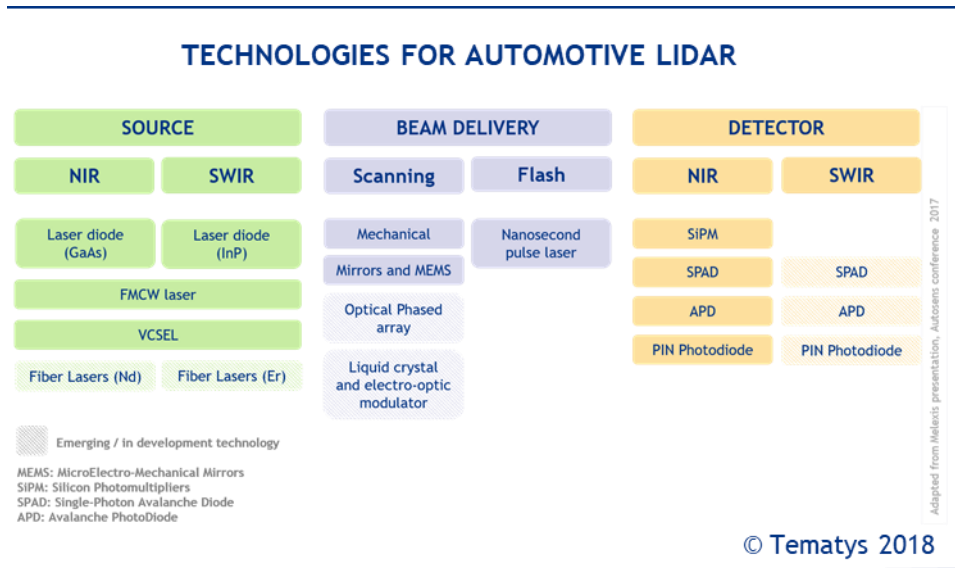 TECHNOLOGIES FOR AUTOMOTIVE LIDAR
SOURCE
NIR
SWIR
Laser diode
(GaAs)
Laser diode
(InP)
FMCW laser
VCSEL
Fiber Lasers (Nd)
Fiber Lasers (Er)
BEAM DELIVERY
Scanning
Flash
Mechanical
Mirrors and MEMS
Optical Phased
array
Liquid crystal
and electro-optic
modulator
Nanosecond
pulse laser
DETECTOR
NIR
SWIR
SiPM
SPAD
SPAD
APD
APD
PIN Photodiode
PIN Photodiode
Emerging / in development technology
MEMS: MicroElectro-Mechanical Mirrors
SiPM: Silicon Photomultipliers
SPAD: Single-Photon Avalanche Diode
APD: Avalanche PhotoDiode
Adapted from Melexis presentation, Autosens conference 2017
© Tematys 2018